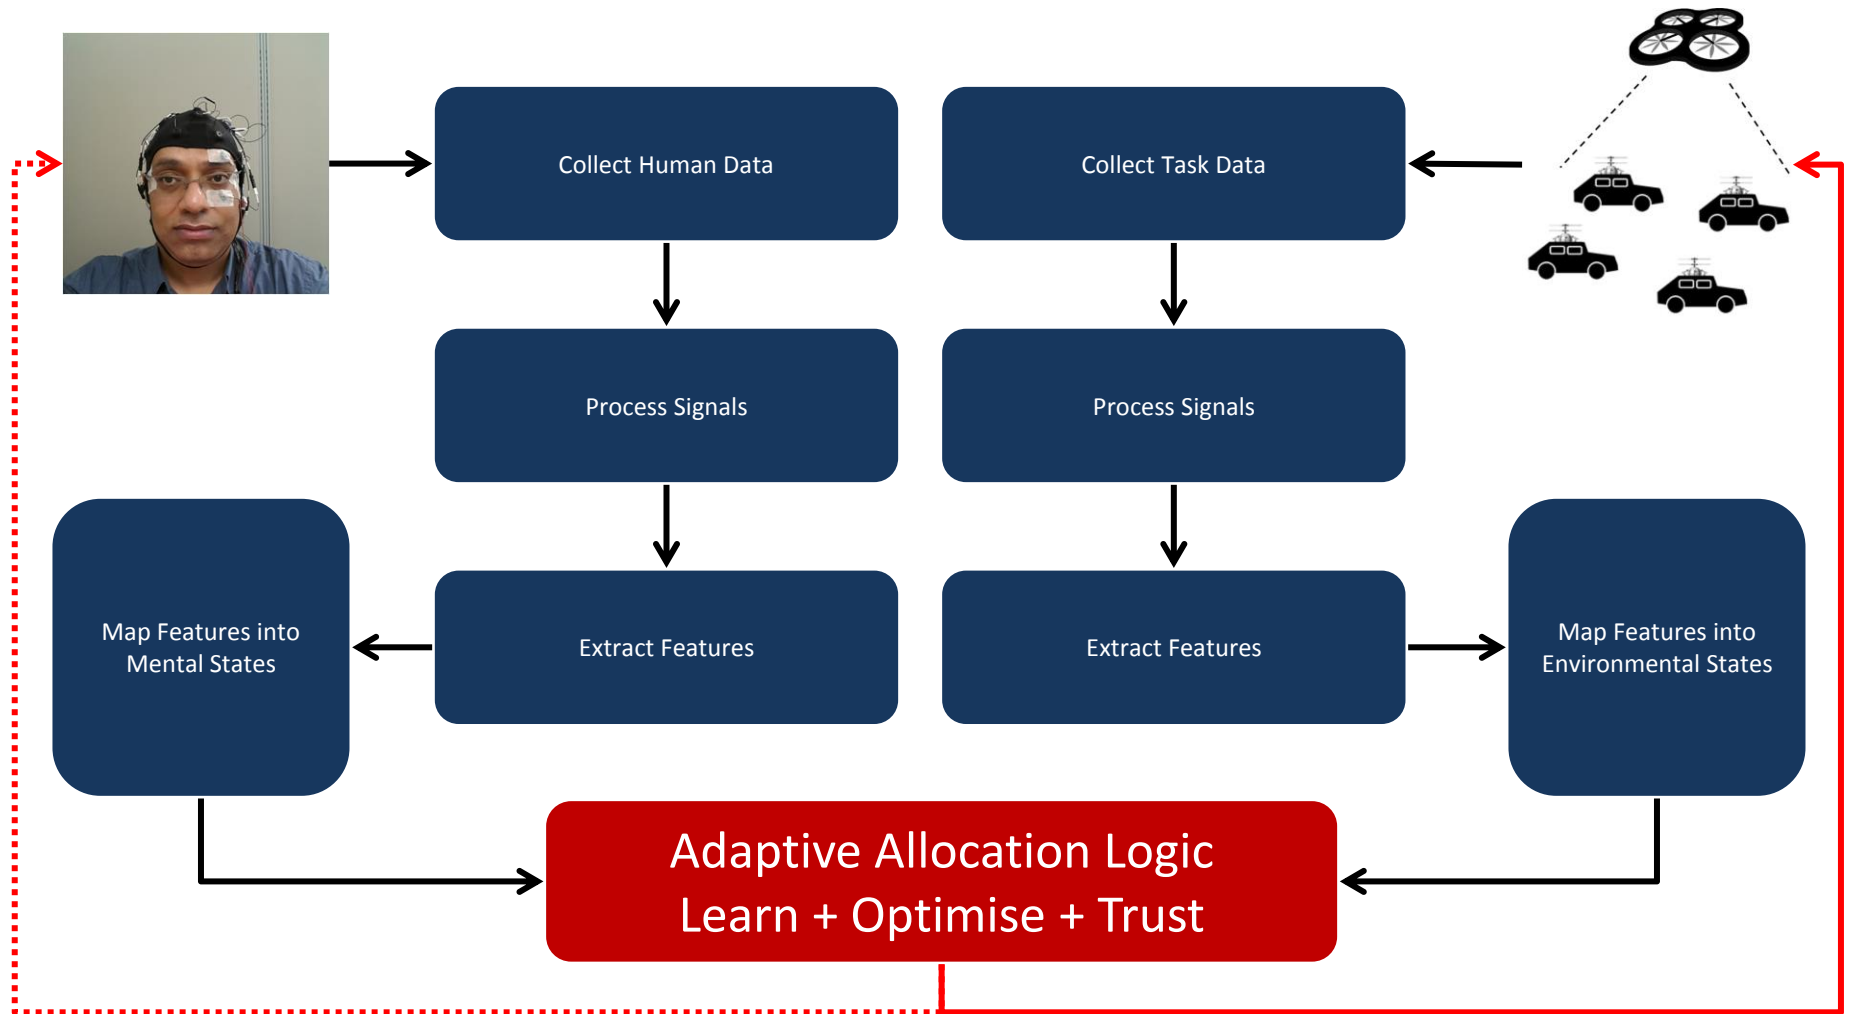 Collect Human Data
Collect Task Data
Process Signals
Process Signals
Map Features into
Mental States
Extract Features
Extract Features
Map Features into
Environmental States
Adaptive Allocation Logic
Learn + Optimise + Trust